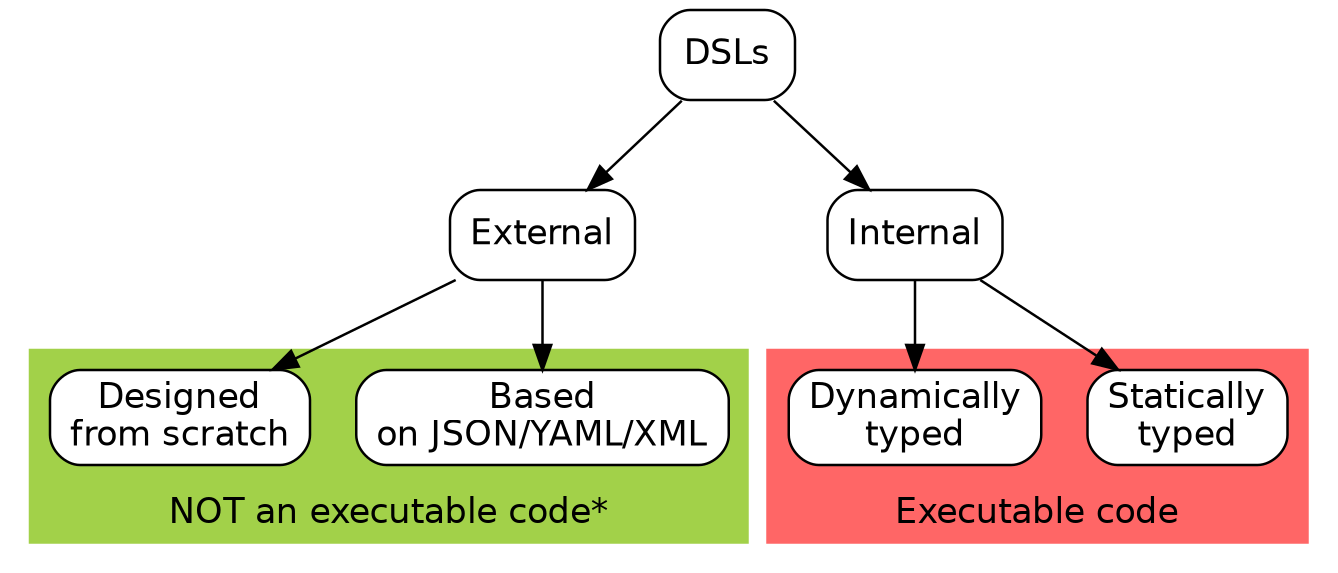 DSLs
External
Internal
Designed
from scratch
Based
on JSON/YAML/XML
Dynamically
typed
Statically
typed
NOT an executable code*
Executable code